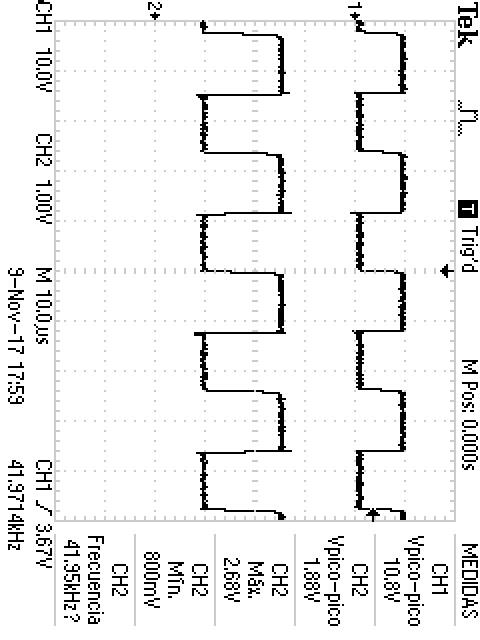 Tek T Trig'd M Pos: 0.000s MEDIDAS
CH1
Vpico-pico
10.8V
CH2
Vpico-pico
1.88V
CH2
Máx.
2.68V
CH2
Mín.
800mV
CH2
Frecuencia
41.95kHz?
1
2
CH1 10.0V CH2 1.00V M 10.0µs CH1 / 3.67V
9-Nov-17 17:59 41.9714kHz